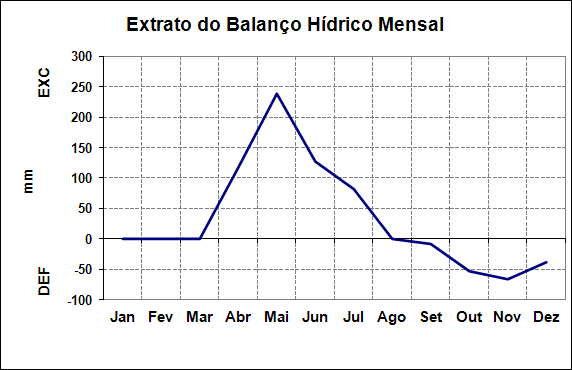 Extrato do Balanço Hídrico Mensal
EXC
mm
DEF
300
250
200
150
100
50
0
-50
-100
Jan Fev Mar Abr Mai Jun Jul Ago Set Out Nov Dez